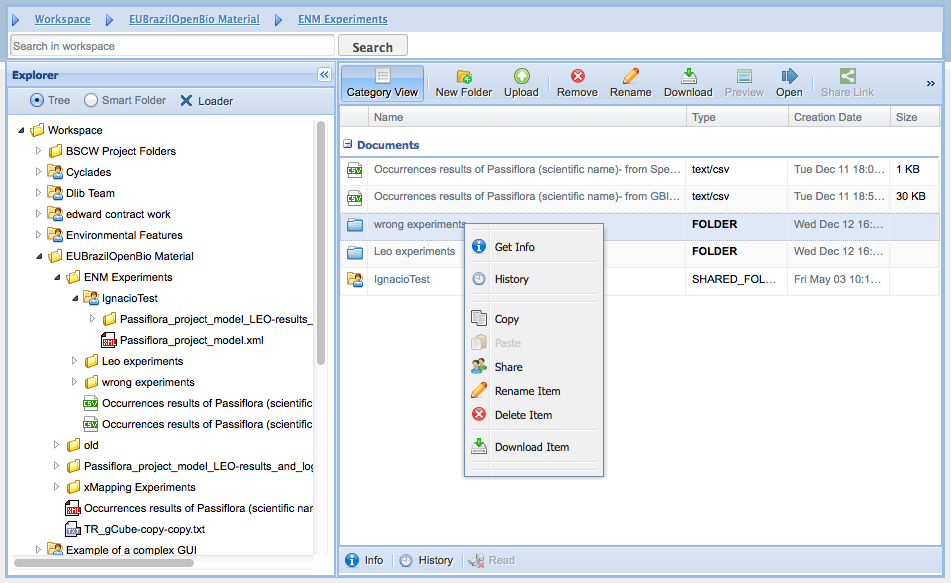 Workspace EUBrazilOpenBio Material ENM Experiments
Search in workspace Search
Explorer
Tree Smart Folder Loader
Workspace
BSCW Project Folders
Cyclades
Dlib Team
edward contract work
Environmental Features
EUBrazilOpenBio Material
ENM Experiments
IgnacioTest
Passiflora_project_model_LEO-results_
Passiflora_project_model.xml
Leo experiments
wrong experiments
Occurrences results of Passiflora (scientific
Occurrences results of Passiflora (scientific
old
Passiflora_project_model_LEO-results_and_log
xMapping Experiments
Occurrences results of Passiflora (scientific nar
TR_gCube-copy-copy.txt
Example of a complex GUI
Category View New Folder Upload Remove Rename Download Preview Open Share Link »
Name Type Creation Date Size
Documents
Occurrences results of Passiflora (scientific name)- from Spe... text/csv Tue Dec 11 18:0... 1 KB
Occurrences results of Passiflora (scientific name)- from GBI... text/csv Tue Dec 11 18:0... 30 KB
wrong experiments FOLDER Wed Dec 12 16:...
Leo experiments FOLDER Wed Dec 12 16:...
IgnacioTest SHARED_FOL... Fri May 03 10:1...
Get Info
History
Copy
Paste
Share
Rename Item
Delete Item
Download Item
Info History Read